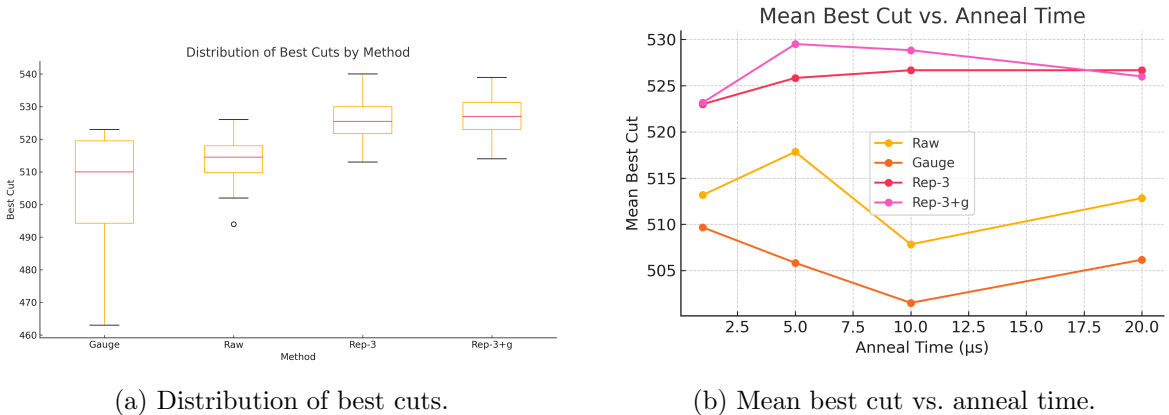 Distribution of Best Cuts by Method
Best Cut
540
530
520
510
500
490
480
470
460
Gauge
Raw
Rep-3
Rep-3+g
Method
(a) Distribution of best cuts.
Mean Best Cut vs. Anneal Time
Mean Best Cut
530
525
520
515
510
505
Raw
Gauge
Rep-3
Rep-3+g
2.5
5.0
7.5
10.0
12.5
15.0
17.5
20.0
Anneal Time (μs)
(b) Mean best cut vs. anneal time.